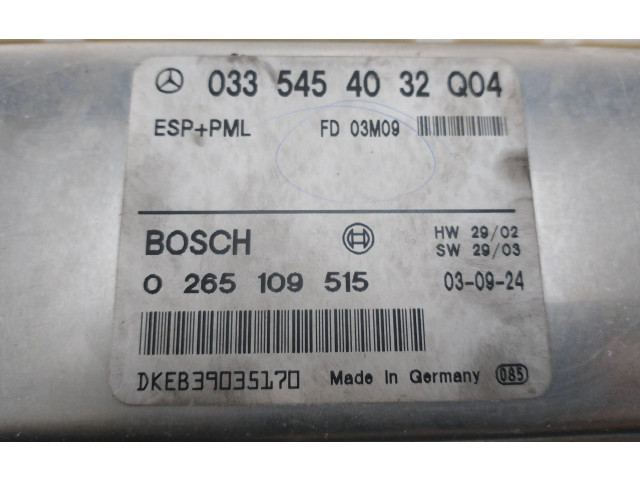 033 545 40 32 Q04
ESP+PML FD 03M09
BOSCH HW 29/02
SW 29/03
0 265 109 515 03-09-24
DKEB39035170 Made in Germany 085